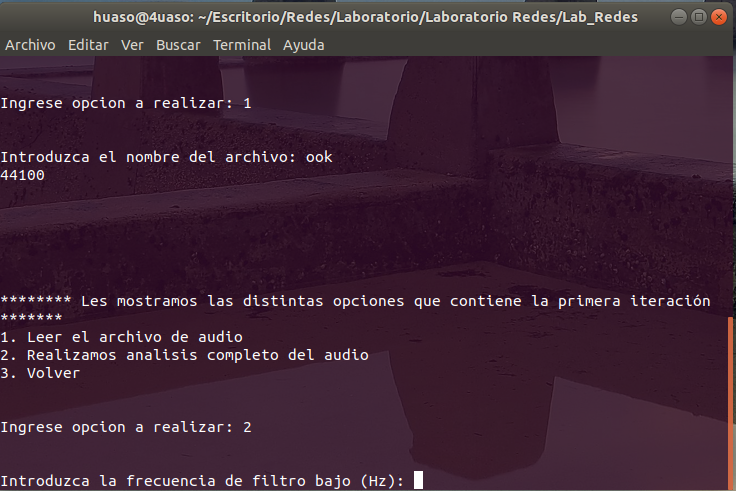 huaso@4uaso: ~/Escritorio/Redes/Laboratorio/Laboratorio Redes/Lab_Redes
Archivo Editar Ver Buscar Terminal Ayuda
Ingrese opcion a realizar: 1
Introduzca el nombre del archivo: ook
44100
******** Les mostramos las distintas opciones que contiene la primera iteración
*******
1. Leer el archivo de audio
2. Realizamos analisis completo del audio
3. Volver
Ingrese opcion a realizar: 2
Introduzca la frecuencia de filtro bajo (Hz):